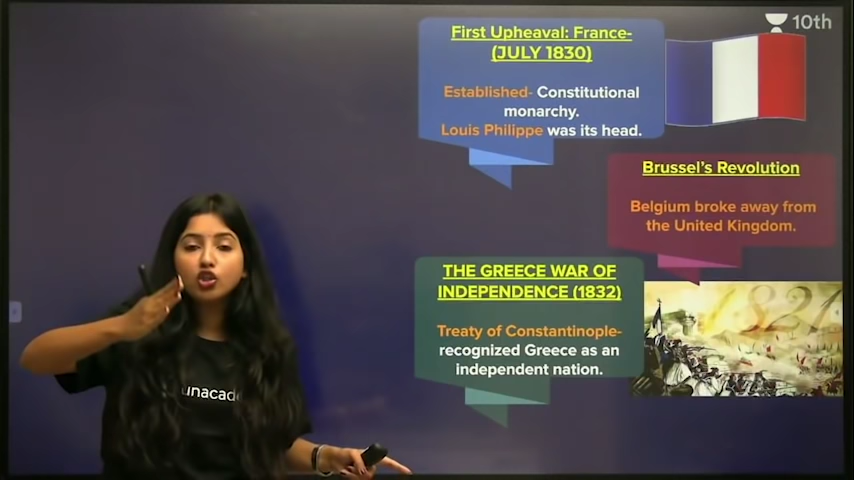 10th
First Upheaval: France-
(JULY 1830)
Established- Constitutional
monarchy.
Louis Philippe was its head.
Brussel's Revolution
Belgium broke away from
the United Kingdom.
THE GREECE WAR OF
INDEPENDENCE (1832)
Treaty of Constantinople-
recognized Greece as an
independent nation.
1821
unacade